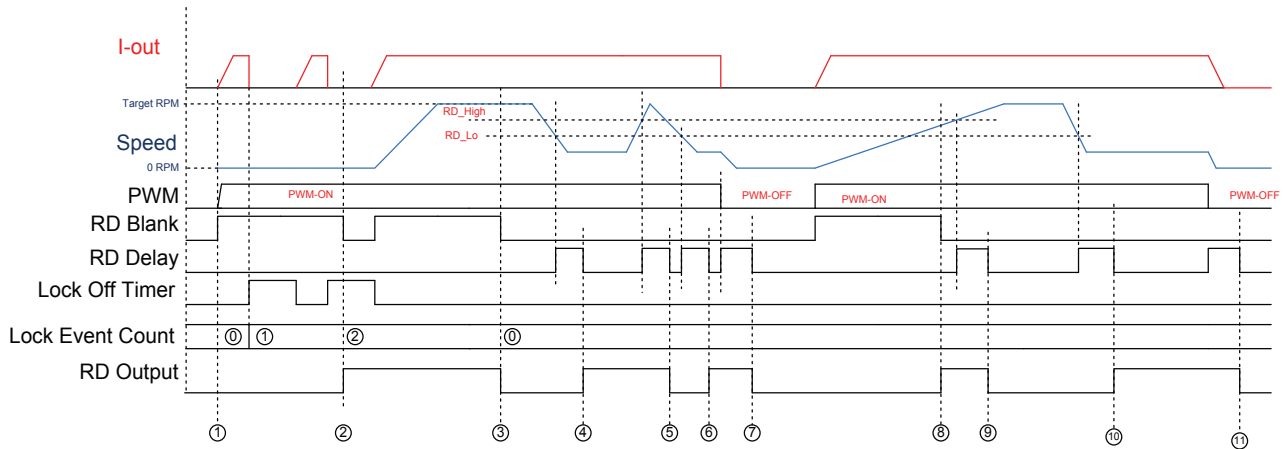 I-out
Target RPM
RD_High
RD_Lo
Speed
0 RPM
PWM
PWM-ON
PWM-OFF
PWM-ON
PWM-OFF
RD Blank
RD Delay
Lock Off Timer
Lock Event Count
⓪ ① ② ⓪
RD Output
① ② ③ ④ ⑤ ⑥ ⑦ ⑧ ⑨ ⑩ ⑪